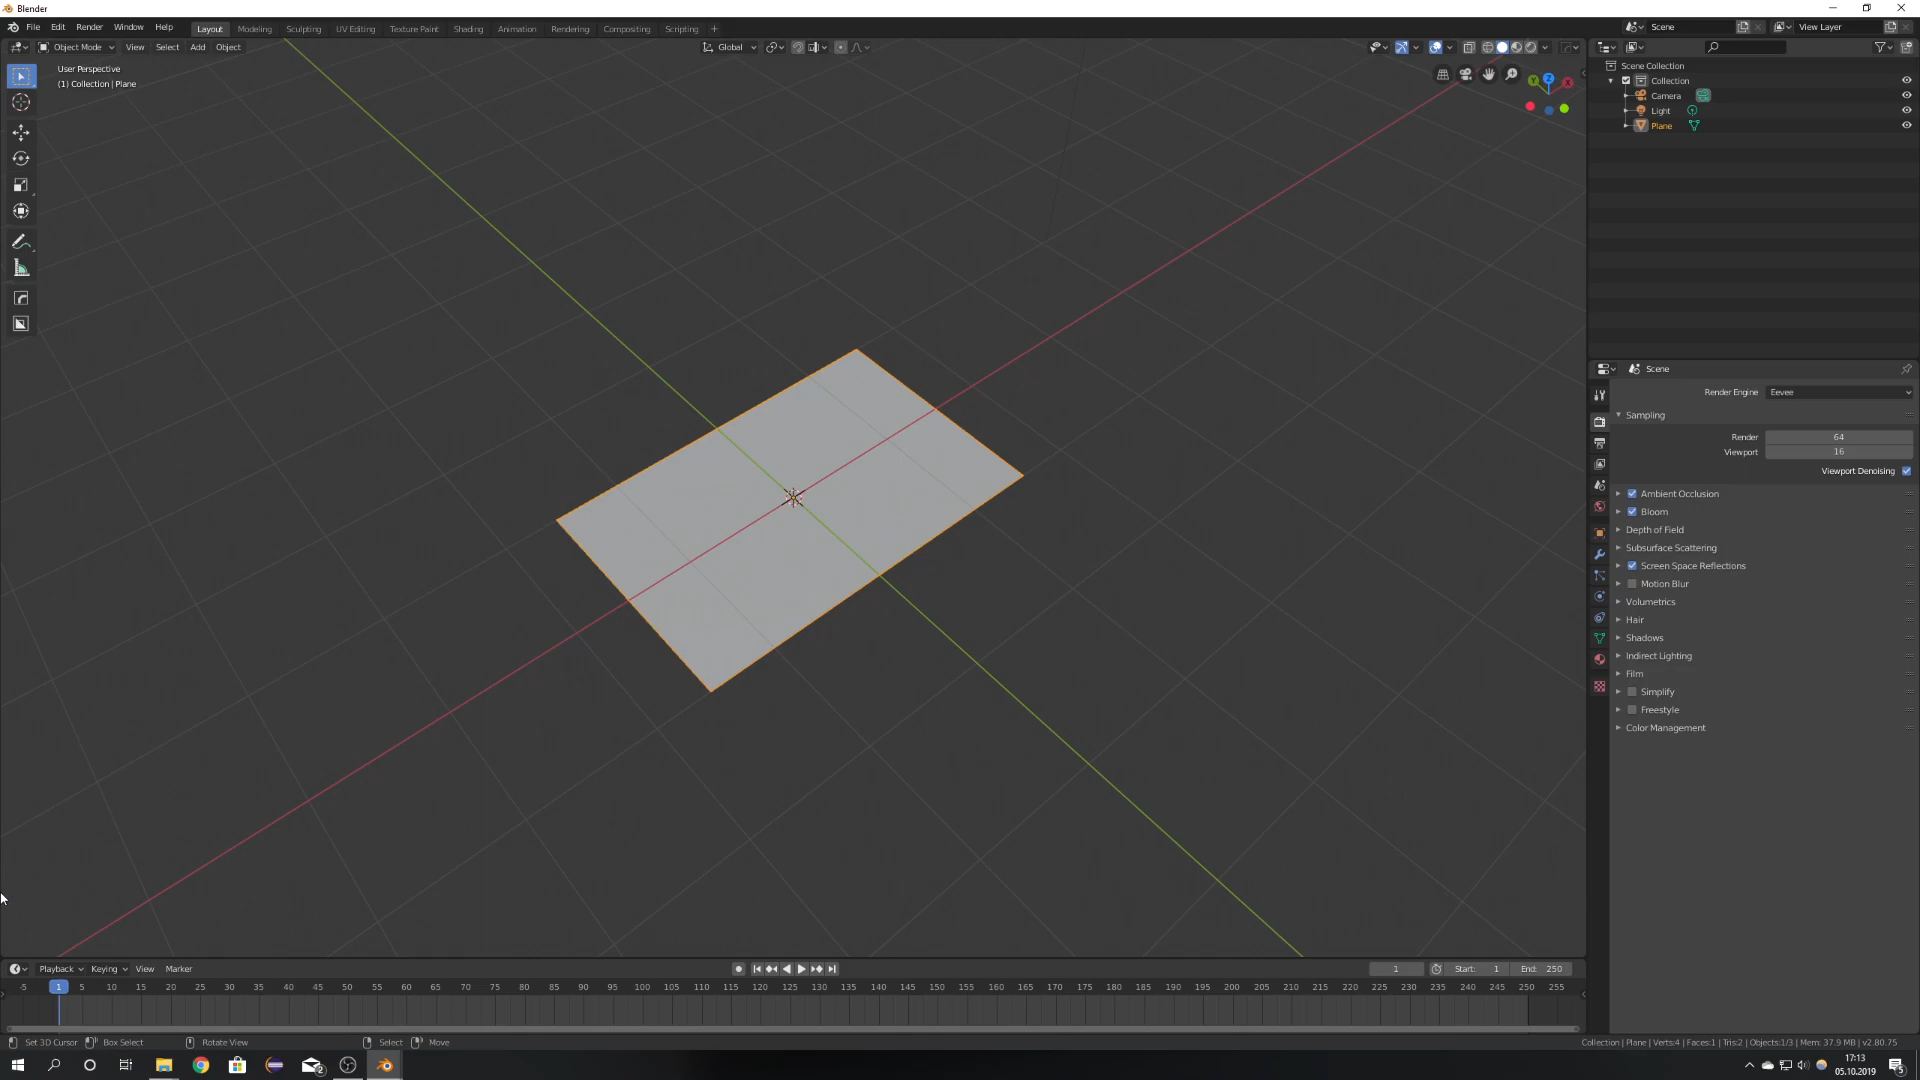 Blender
File Edit Render Window Help Layout Modeling Sculpting UV Editing Texture Paint Shading Animation Rendering Compositing Scripting + Scene View Layer
Object Mode View Select Add Object Global
User Perspective
(1) Collection | Plane
Y Z X
Scene Collection
Collection
Camera
Light
Plane
Scene
Render Engine Eevee
Sampling
Render 64
Viewport 16
Viewport Denoising
Ambient Occlusion
Bloom
Depth of Field
Subsurface Scattering
Screen Space Reflections
Motion Blur
Volumetrics
Hair
Shadows
Indirect Lighting
Film
Simplify
Freestyle
Color Management
Playback Keying View Marker 1 Start: 1 End: 250
-5 1 5 10 15 20 25 30 35 40 45 50 55 60 65 70 75 80 85 90 95 100 105 110 115 120 125 130 135 140 145 150 155 160 165 170 175 180 185 190 195 200 205 210 215 220 225 230 235 240 245 250 255
Set 3D Cursor Box Select Rotate View Select Move Collection | Plane | Verts:4 | Faces:1 | Tris:2 | Objects:1/3 | Mem: 37.9 MB | v2.80.75
2 17:13
05.10.2019 5